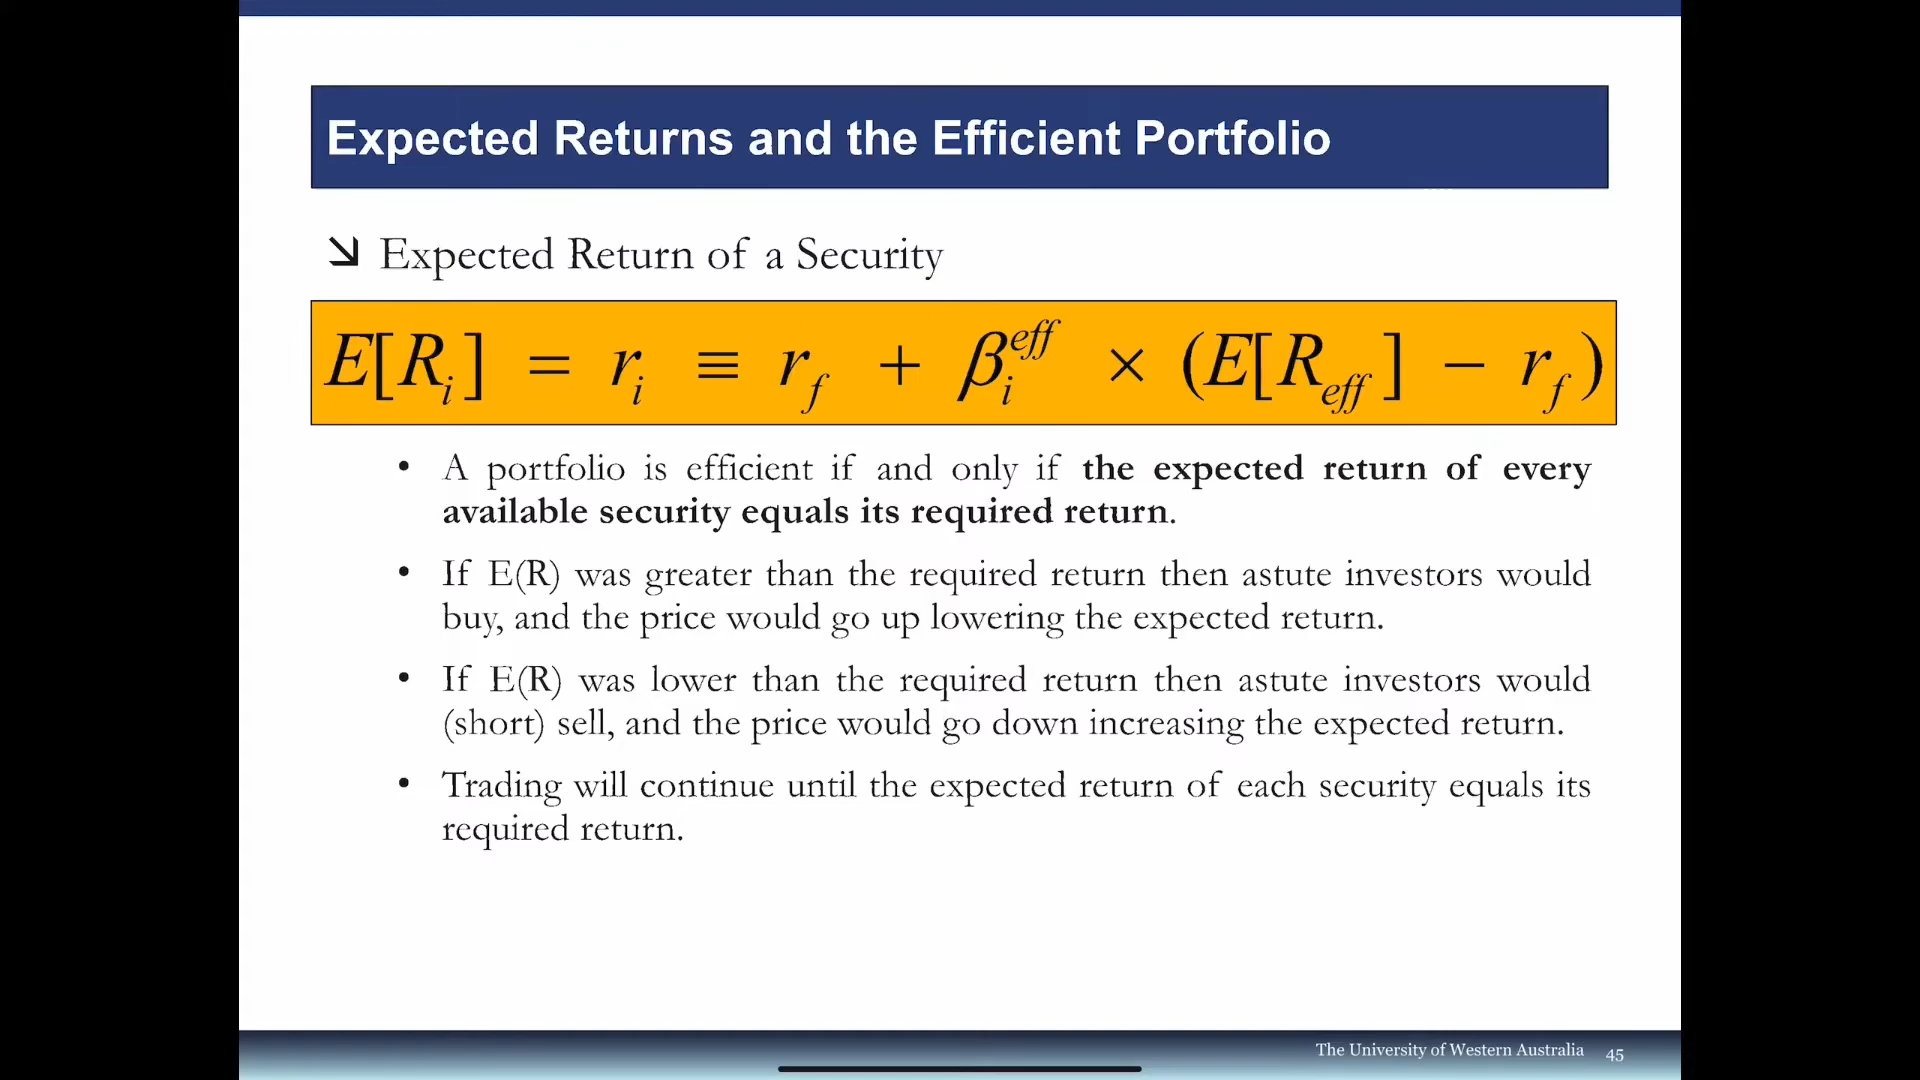 Expected Returns and the Efficient Portfolio
➘ Expected Return of a Security
E[R_i] = r_i ≡ r_f + β_i^eff × (E[R_eff] − r_f)
• A portfolio is efficient if and only if the expected return of every
available security equals its required return.
• If E(R) was greater than the required return then astute investors would
buy, and the price would go up lowering the expected return.
• If E(R) was lower than the required return then astute investors would
(short) sell, and the price would go down increasing the expected return.
• Trading will continue until the expected return of each security equals its
required return.
The University of Western Australia 45